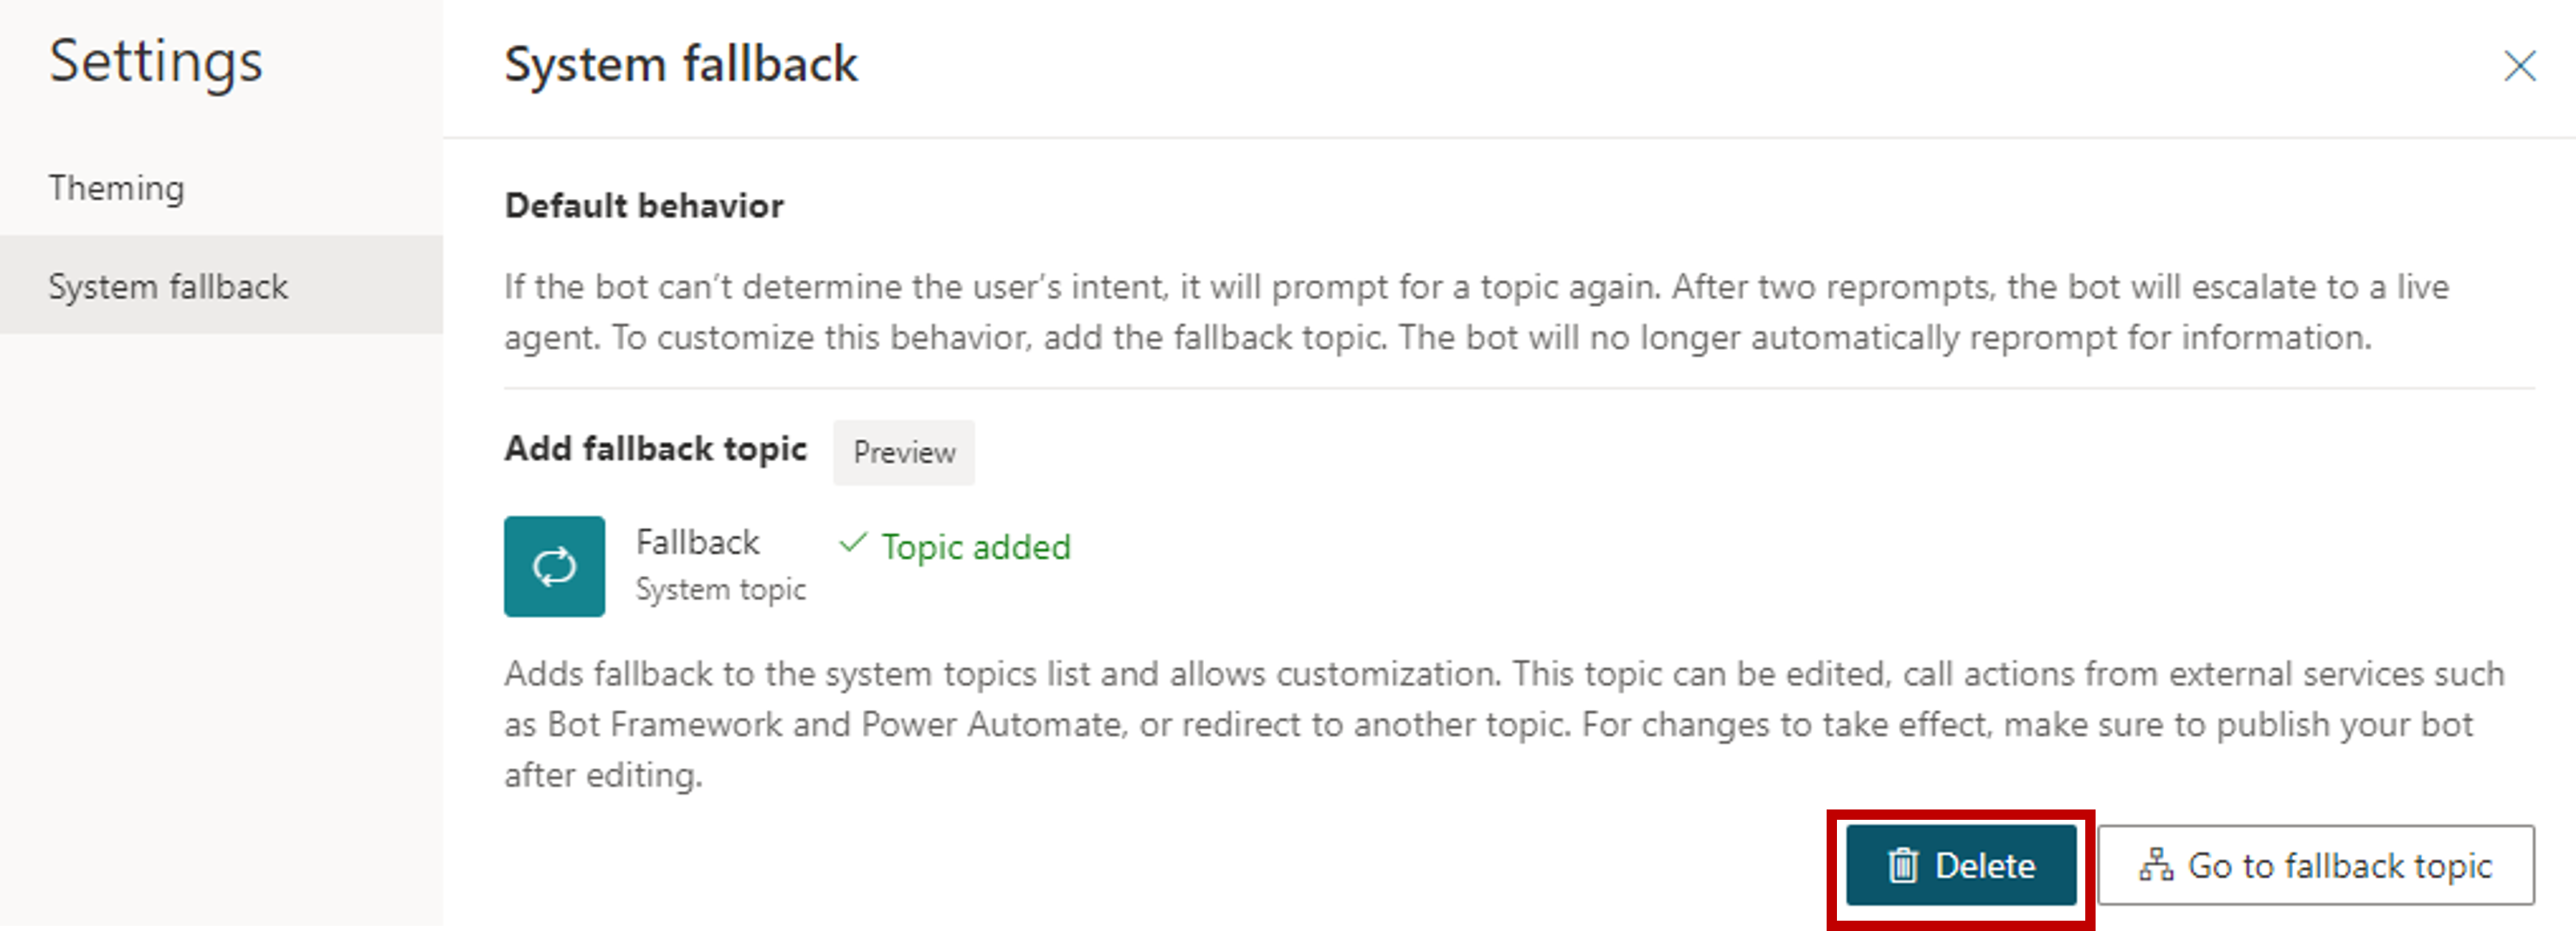 Settings
Theming
System fallback
System fallback
Default behavior
If the bot can’t determine the user’s intent, it will prompt for a topic again. After two reprompts, the bot will escalate to a live
agent. To customize this behavior, add the fallback topic. The bot will no longer automatically reprompt for information.
Add fallback topic Preview
Fallback Topic added
System topic
Adds fallback to the system topics list and allows customization. This topic can be edited, call actions from external services such
as Bot Framework and Power Automate, or redirect to another topic. For changes to take effect, make sure to publish your bot
after editing.
Delete Go to fallback topic